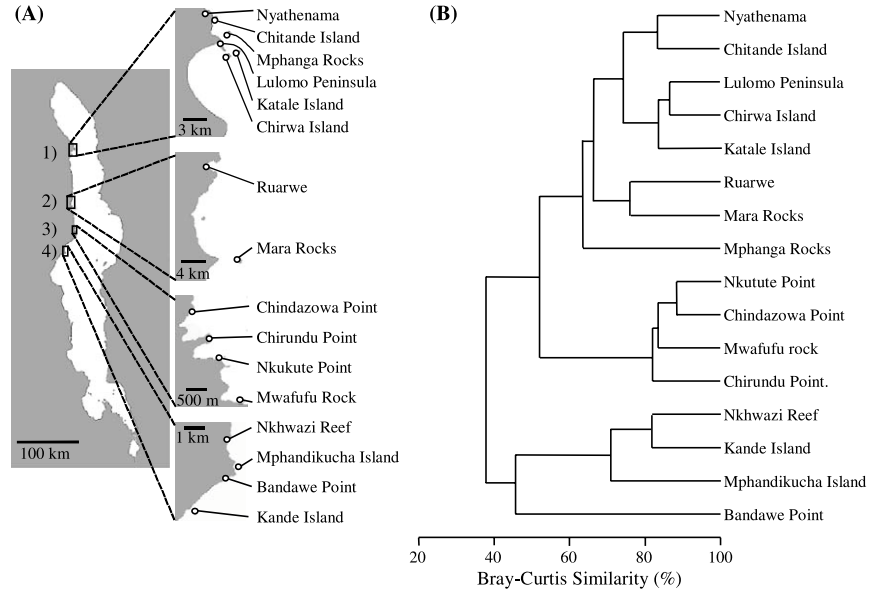 (A)
Nyathenama
Chitande Island
Mphanga Rocks
Lulomo Peninsula
Katale Island
Chirwa Island
3 km
1)
2)
3)
4)
Ruarwe
Mara Rocks
4 km
Chindazowa Point
Chirundu Point
Nkukute Point
Mwafufu Rock
500 m
1 km
Nkhwazi Reef
Mphandikucha Island
Bandawe Point
Kande Island
100 km
(B)
Nyathenama
Chitande Island
Lulomo Peninsula
Chirwa Island
Katale Island
Ruarwe
Mara Rocks
Mphanga Rocks
Nkutute Point
Chindazowa Point
Mwafufu rock
Chirundu Point.
Nkhwazi Reef
Kande Island
Mphandikucha Island
Bandawe Point
20 40 60 80 100
Bray-Curtis Similarity (%)